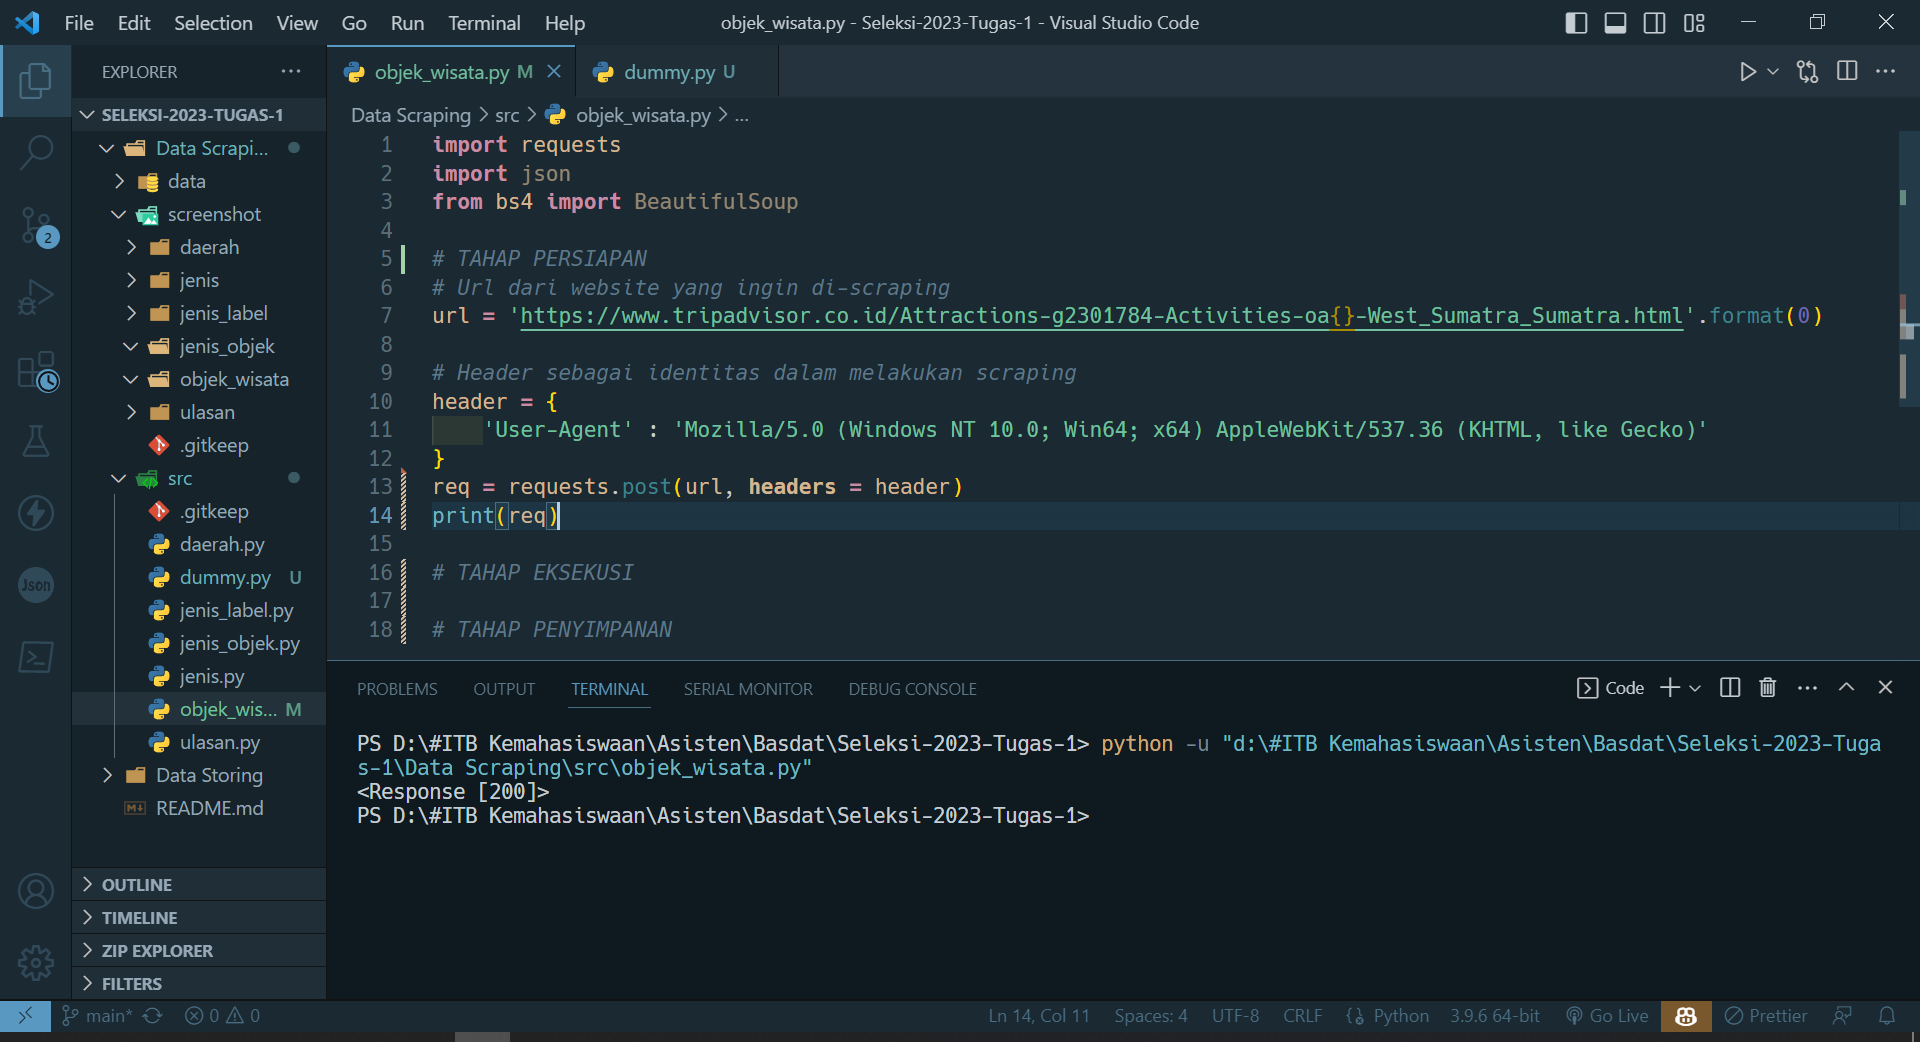 File Edit Selection View Go Run Terminal Help objek_wisata.py - Seleksi-2023-Tugas-1 - Visual Studio Code
EXPLORER
SELEKSI-2023-TUGAS-1
Data Scrapi...
data
screenshot
daerah
jenis
jenis_label
jenis_objek
objek_wisata
ulasan
.gitkeep
src
.gitkeep
daerah.py
dummy.py U
jenis_label.py
jenis_objek.py
jenis.py
objek_wis... M
ulasan.py
Data Storing
README.md
OUTLINE
TIMELINE
ZIP EXPLORER
FILTERS
2
Json
objek_wisata.py M dummy.py U
Data Scraping > src > objek_wisata.py > ...
1 import requests
2 import json
3 from bs4 import BeautifulSoup
4
5 # TAHAP PERSIAPAN
6 # Url dari website yang ingin di-scraping
7 url = 'https://www.tripadvisor.co.id/Attractions-g2301784-Activities-oa{}-West_Sumatra_Sumatra.html'.format(0)
8
9 # Header sebagai identitas dalam melakukan scraping
10 header = {
11 'User-Agent' : 'Mozilla/5.0 (Windows NT 10.0; Win64; x64) AppleWebKit/537.36 (KHTML, like Gecko)'
12 }
13 req = requests.post(url, headers = header)
14 print(req)
15
16 # TAHAP EKSEKUSI
17
18 # TAHAP PENYIMPANAN
PROBLEMS OUTPUT TERMINAL SERIAL MONITOR DEBUG CONSOLE Code
PS D:\#ITB Kemahasiswaan\Asisten\Basdat\Seleksi-2023-Tugas-1> python -u "d:\#ITB Kemahasiswaan\Asisten\Basdat\Seleksi-2023-Tuga
s-1\Data Scraping\src\objek_wisata.py"
<Response [200]>
PS D:\#ITB Kemahasiswaan\Asisten\Basdat\Seleksi-2023-Tugas-1>
main* 0 0 Ln 14, Col 11 Spaces: 4 UTF-8 CRLF Python 3.9.6 64-bit Go Live Prettier